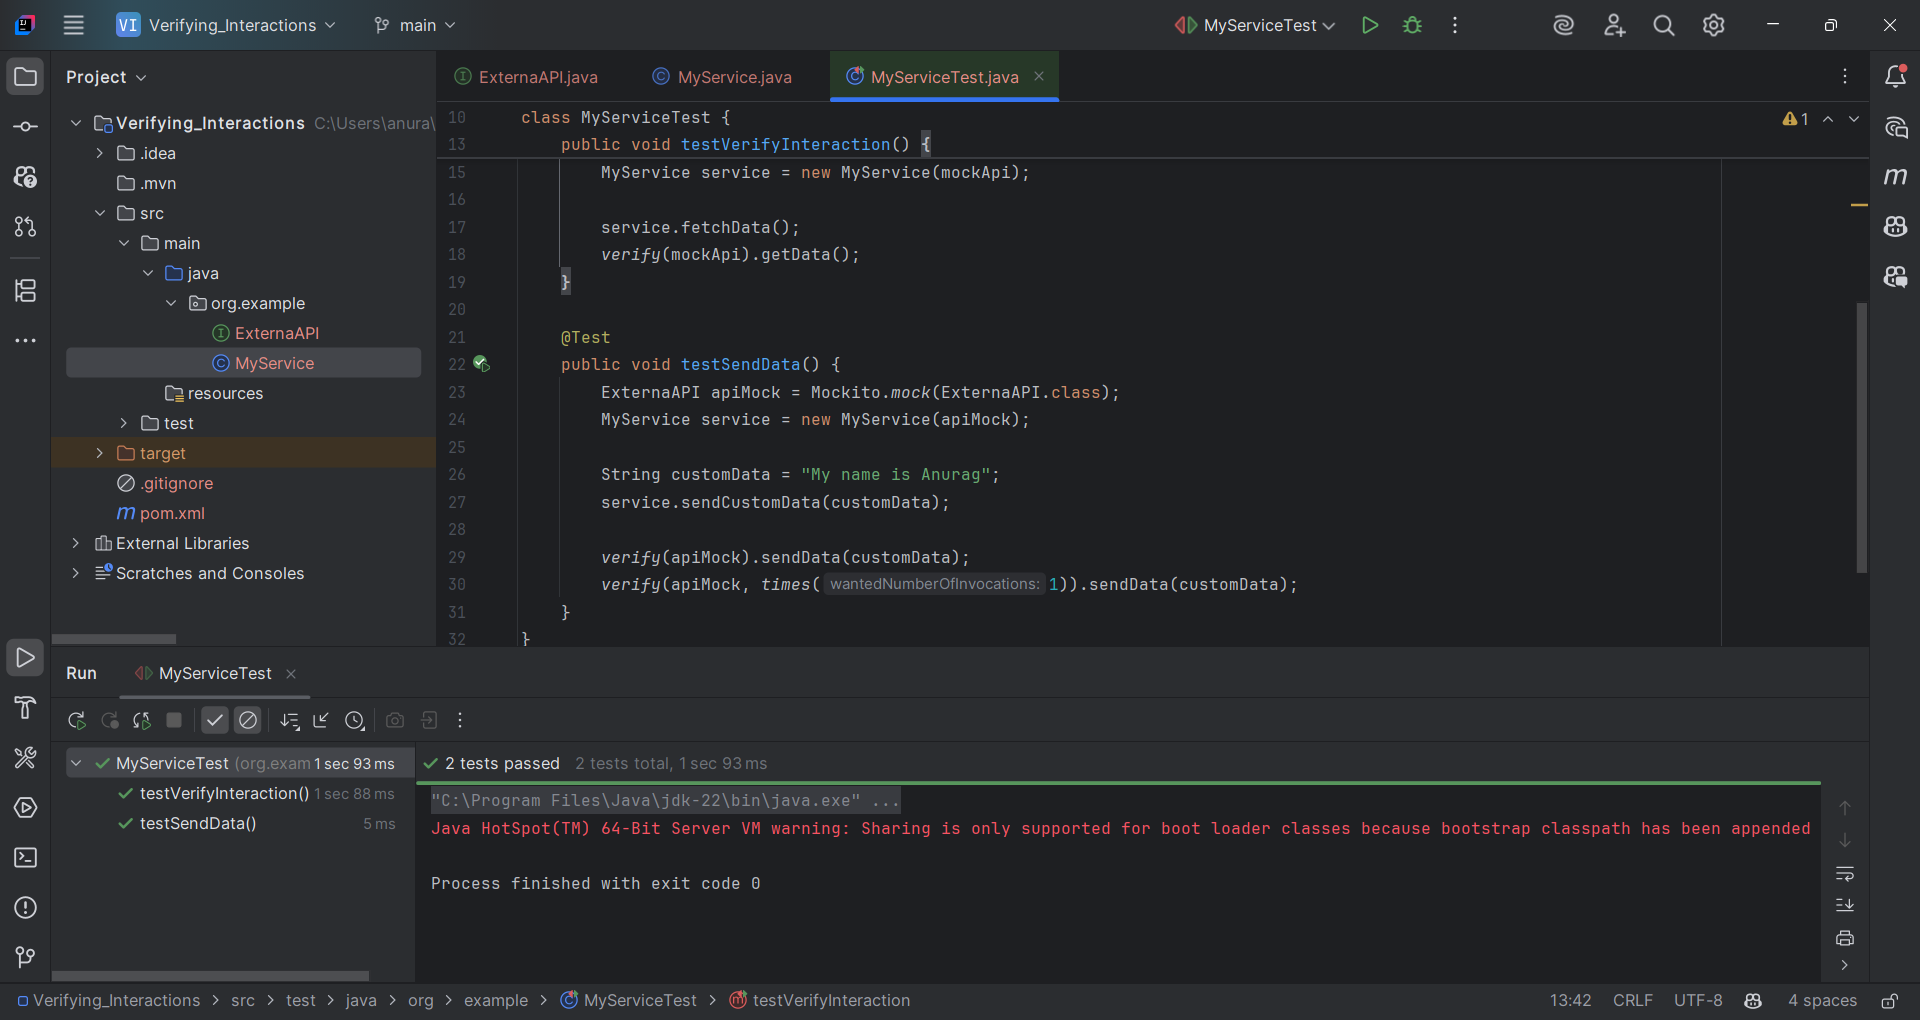 VI Verifying_Interactions main MyServiceTest
Project
ExternaAPI.java MyService.java MyServiceTest.java
Verifying_Interactions C:\Users\anura\
.idea
.mvn
src
main
java
org.example
ExternaAPI
MyService
resources
test
target
.gitignore
pom.xml
External Libraries
Scratches and Consoles
1
10 class MyServiceTest {
13 public void testVerifyInteraction() {
15 MyService service = new MyService(mockApi);
16
17 service.fetchData();
18 verify(mockApi).getData();
19 }
20
21 @Test
22 public void testSendData() {
23 ExternaAPI apiMock = Mockito.mock(ExternaAPI.class);
24 MyService service = new MyService(apiMock);
25
26 String customData = "My name is Anurag";
27 service.sendCustomData(customData);
28
29 verify(apiMock).sendData(customData);
30 verify(apiMock, times( wantedNumberOfInvocations: 1)).sendData(customData);
31 }
32 }
Run MyServiceTest
MyServiceTest (org.exam 1 sec 93 ms
testVerifyInteraction() 1 sec 88 ms
testSendData() 5 ms
2 tests passed 2 tests total, 1 sec 93 ms
"C:\Program Files\Java\jdk-22\bin\java.exe" ...
Java HotSpot(TM) 64-Bit Server VM warning: Sharing is only supported for boot loader classes because bootstrap classpath has been appended
Process finished with exit code 0
Verifying_Interactions > src > test > java > org > example > MyServiceTest > testVerifyInteraction 13:42 CRLF UTF-8 4 spaces